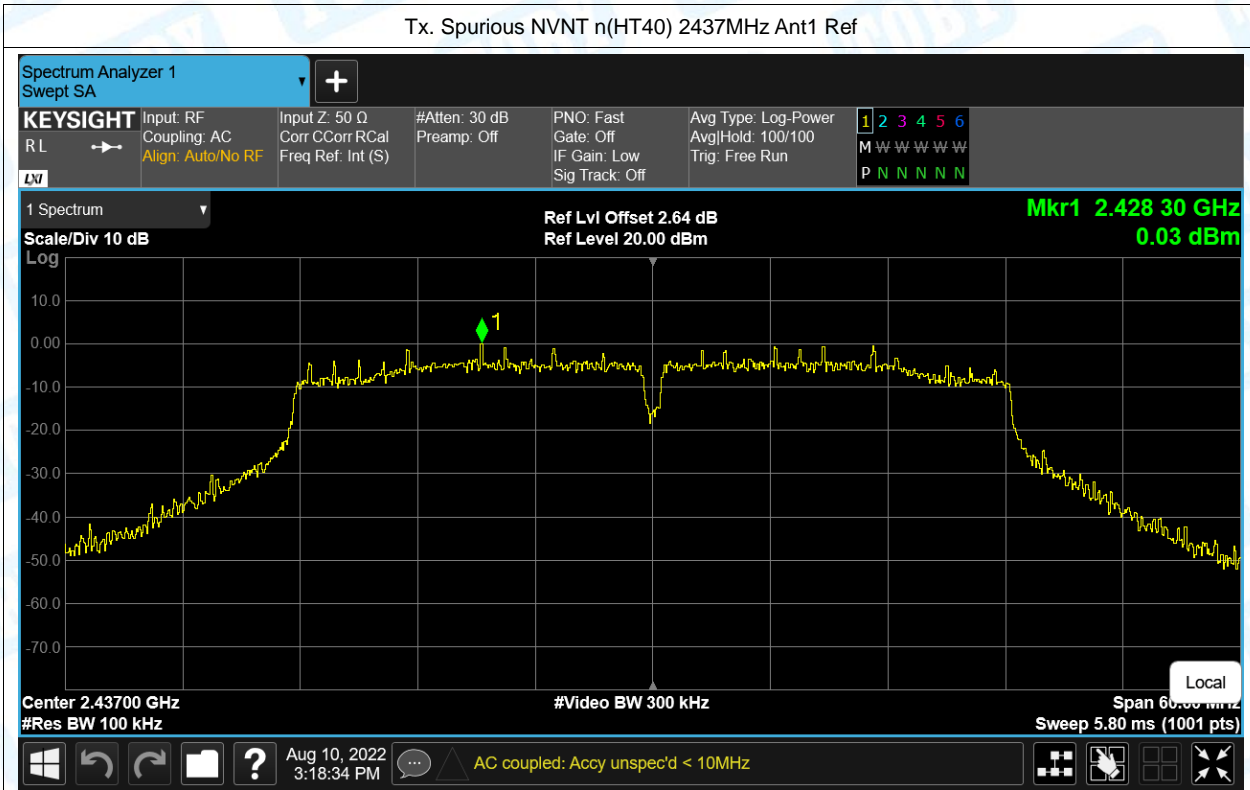 Tx. Spurious NVNT n(HT40) 2437MHz Ant1 Ref
Spectrum Analyzer 1
Swept SA
+
KEYSIGHT
RL
LXI
Input: RF
Coupling: AC
Align: Auto/No RF
Input Z: 50 Ω
Corr CCorr RCal
Freq Ref: Int (S)
#Atten: 30 dB
Preamp: Off
PNO: Fast
Gate: Off
IF Gain: Low
Sig Track: Off
Avg Type: Log-Power
Avg|Hold: 100/100
Trig: Free Run
1 2 3 4 5 6
M W W W W W
P N N N N N
1 Spectrum
Scale/Div 10 dB
Log
Ref Lvl Offset 2.64 dB
Ref Level 20.00 dBm
Mkr1 2.428 30 GHz
0.03 dBm
1
10.0
0.00
-10.0
-20.0
-30.0
-40.0
-50.0
-60.0
-70.0
Local
Center 2.43700 GHz
#Res BW 100 kHz
#Video BW 300 kHz
Span 60.00 MHz
Sweep 5.80 ms (1001 pts)
?
Aug 10, 2022
3:18:34 PM
AC coupled: Accy unspec'd < 10MHz